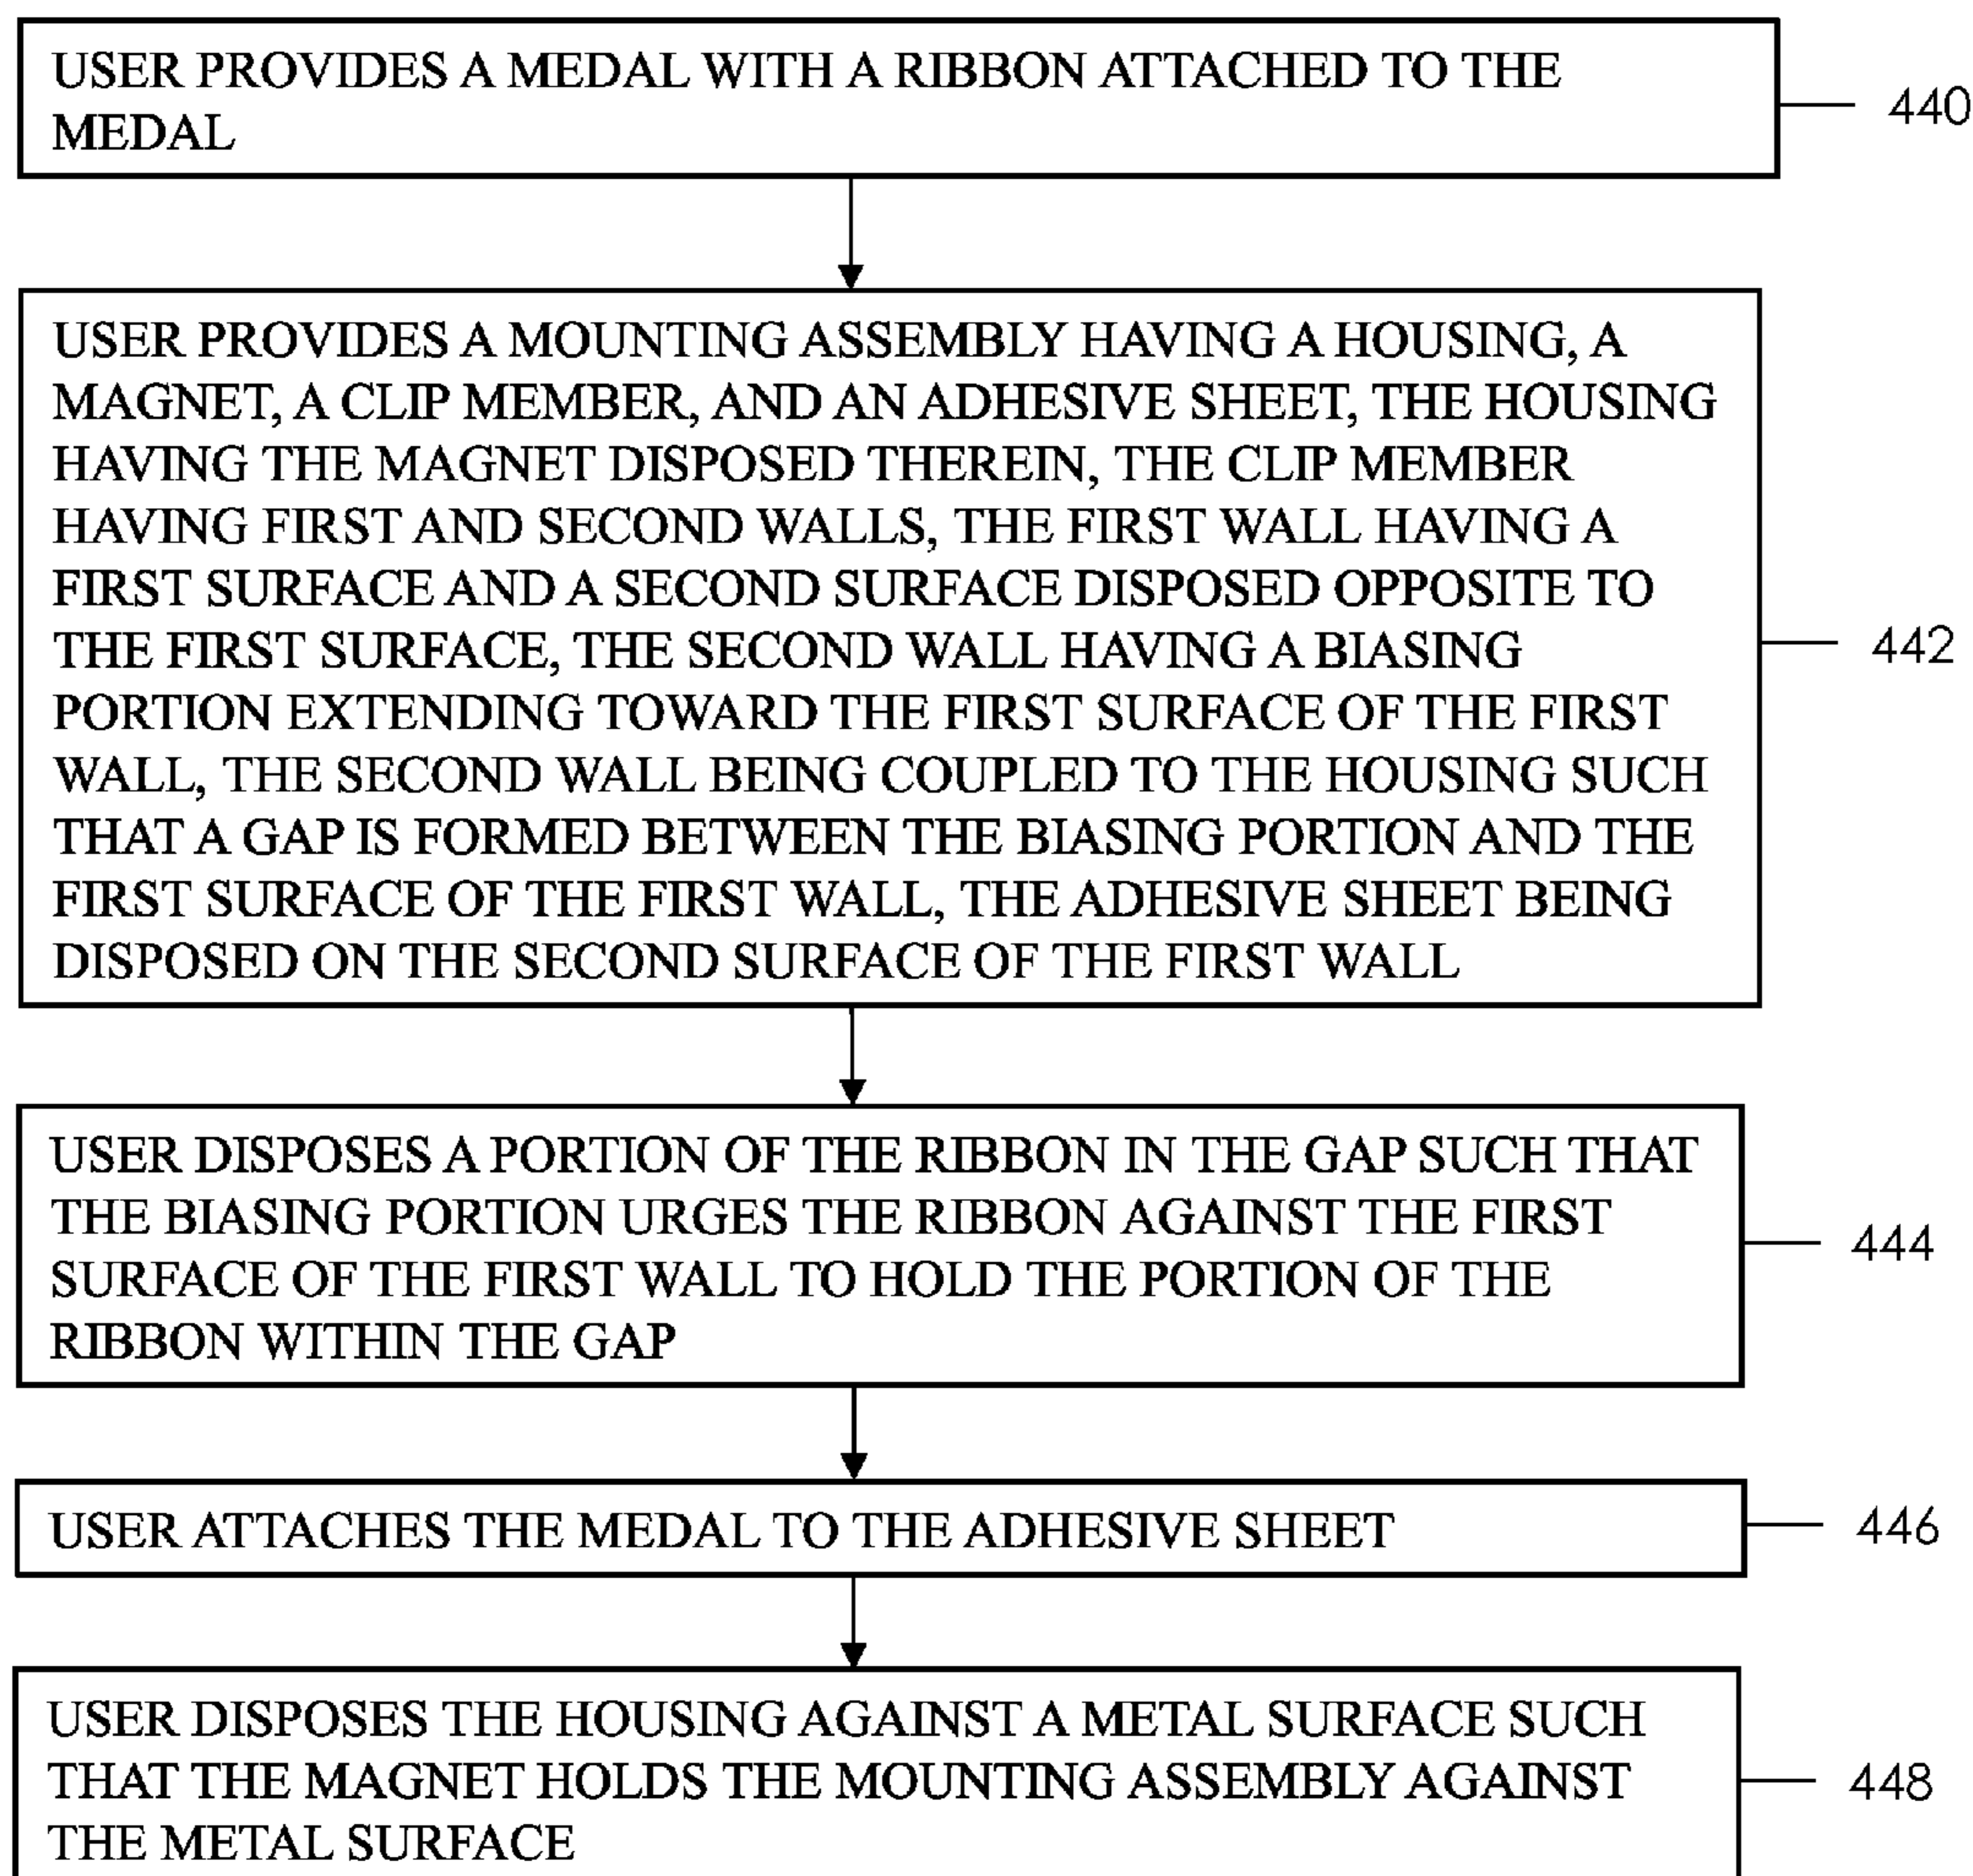 USER PROVIDES A MEDAL WITH A RIBBON ATTACHED TO THE
MEDAL
440
USER PROVIDES A MOUNTING ASSEMBLY HAVING A HOUSING, A
MAGNET, A CLIP MEMBER, AND AN ADHESIVE SHEET, THE HOUSING
HAVING THE MAGNET DISPOSED THEREIN, THE CLIP MEMBER
HAVING FIRST AND SECOND WALLS, THE FIRST WALL HAVING A
FIRST SURFACE AND A SECOND SURFACE DISPOSED OPPOSITE TO
THE FIRST SURFACE, THE SECOND WALL HAVING A BIASING
PORTION EXTENDING TOWARD THE FIRST SURFACE OF THE FIRST
WALL, THE SECOND WALL BEING COUPLED TO THE HOUSING SUCH
THAT A GAP IS FORMED BETWEEN THE BIASING PORTION AND THE
FIRST SURFACE OF THE FIRST WALL, THE ADHESIVE SHEET BEING
DISPOSED ON THE SECOND SURFACE OF THE FIRST WALL
442
USER DISPOSES A PORTION OF THE RIBBON IN THE GAP SUCH THAT
THE BIASING PORTION URGES THE RIBBON AGAINST THE FIRST
SURFACE OF THE FIRST WALL TO HOLD THE PORTION OF THE
RIBBON WITHIN THE GAP
444
USER ATTACHES THE MEDAL TO THE ADHESIVE SHEET
446
USER DISPOSES THE HOUSING AGAINST A METAL SURFACE SUCH
THAT THE MAGNET HOLDS THE MOUNTING ASSEMBLY AGAINST
THE METAL SURFACE
448